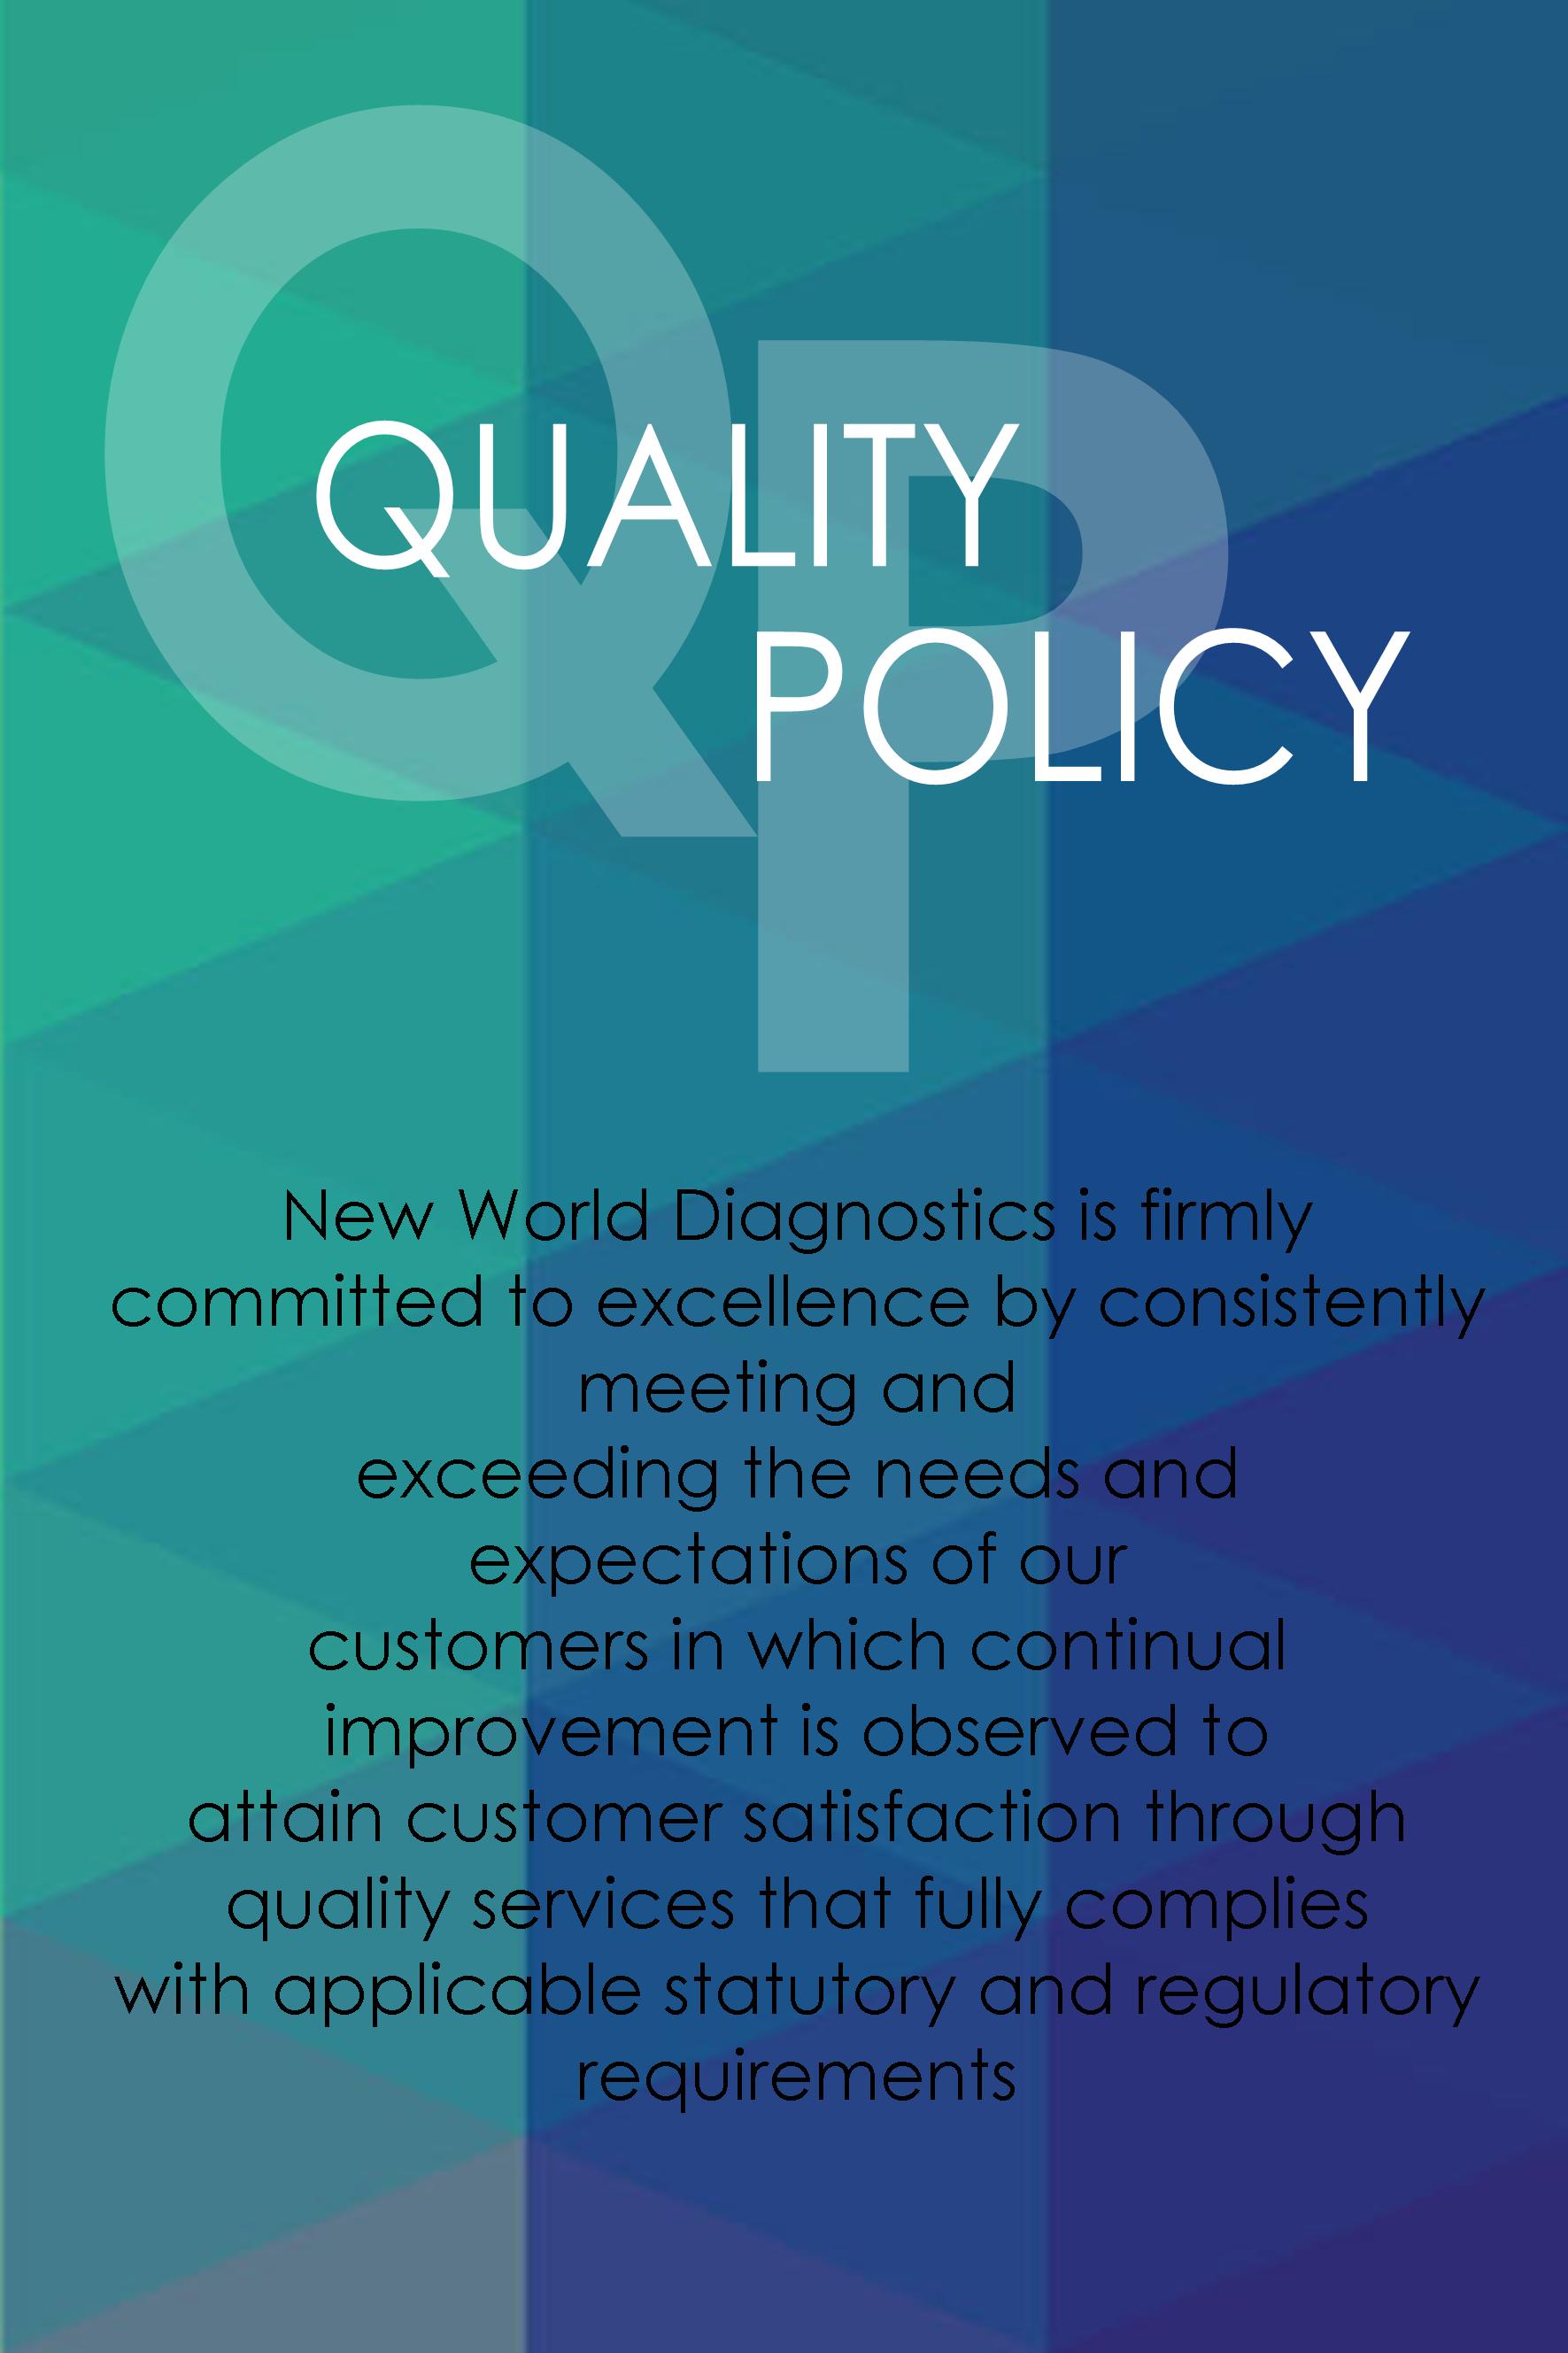 QP
QUALITY
POLICY
New World Diagnostics is firmly
committed to excellence by consistently
meeting and
exceeding the needs and
expectations of our
customers in which continual
improvement is observed to
attain customer satisfaction through
quality services that fully complies
with applicable statutory and regulatory
requirements